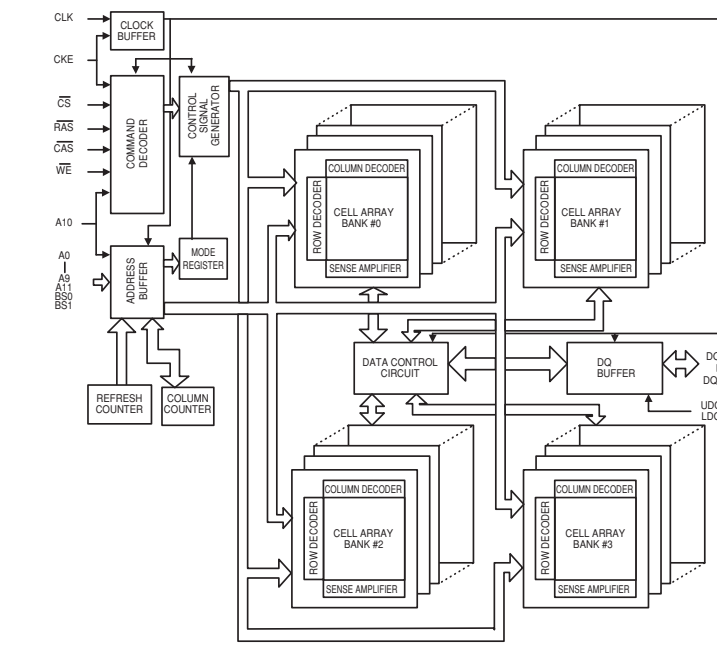 CLK
CLOCK
BUFFER
CKE
CS
RAS
CAS
WE
COMMAND
DECODER
CONTROL
SIGNAL
GENERATOR
A10
A0
A9
A11
BS0
BS1
ADDRESS
BUFFER
MODE
REGISTER
REFRESH
COUNTER
COLUMN
COUNTER
COLUMN DECODER
ROW DECODER
CELL ARRAY
BANK #0
SENSE AMPLIFIER
COLUMN DECODER
ROW DECODER
CELL ARRAY
BANK #1
SENSE AMPLIFIER
DATA CONTROL
CIRCUIT
DQ
BUFFER
COLUMN DECODER
ROW DECODER
CELL ARRAY
BANK #2
SENSE AMPLIFIER
COLUMN DECODER
ROW DECODER
CELL ARRAY
BANK #3
SENSE AMPLIFIER